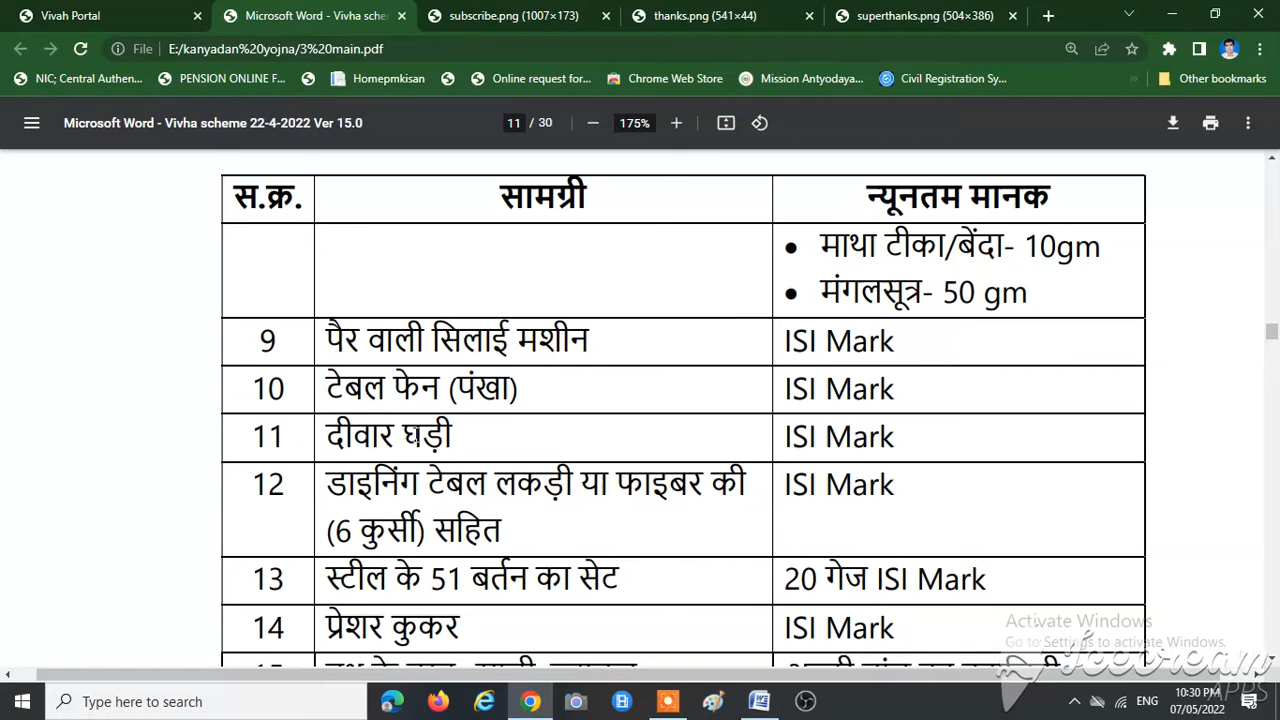 Vivah Portal
Microsoft Word - Vivha sche
subscribe.png (1007×173)
thanks.png (541×44)
superthanks.png (504×386)
File
E:/kanyadan%20yojna/3%20main.pdf
NIC; Central Authen...
PENSION ONLINE F...
Homepmkisan
Online request for...
Chrome Web Store
Mission Antyodaya...
Civil Registration Sy...
Other bookmarks
Microsoft Word - Vivha scheme 22-4-2022 Ver 15.0
11 / 30
175%
स.क्र. सामग्री न्यूनतम मानक
• माथा टीका/बेंदा- 10gm
• मंगलसूत्र- 50 gm
9 पैर वाली सिलाई मशीन ISI Mark
10 टेबल फेन (पंखा) ISI Mark
11 दीवार घड़ी ISI Mark
12 डाइनिंग टेबल लकड़ी या फाइबर की ISI Mark
(6 कुर्सी) सहित
13 स्टील के 51 बर्तन का सेट 20 गेज ISI Mark
14 प्रेशर कुकर ISI Mark
Activate Windows
Go to Settings to activate Windows.
APPS
Type here to search
ENG
10:30 PM
07/05/2022